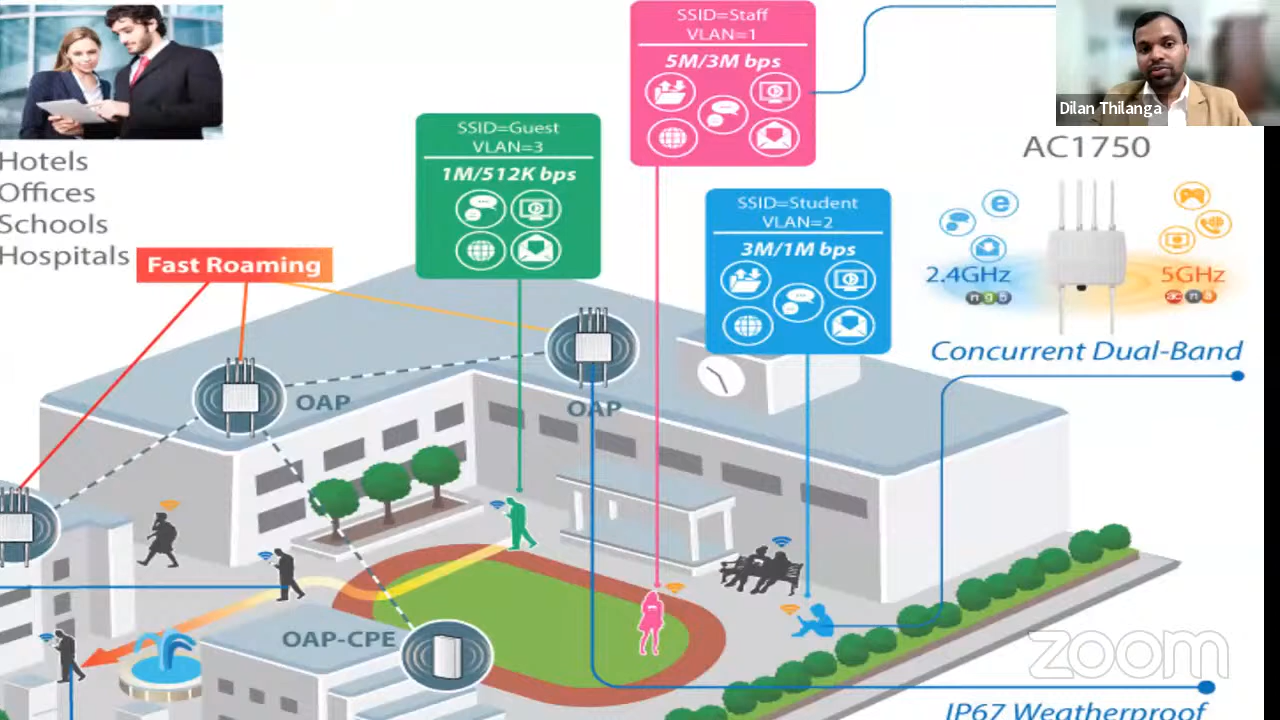 SSID=Staff
VLAN=1
5M/3M bps
Dilan Thilanga
SSID=Guest
VLAN=3
1M/512K bps
AC1750
Hotels
Offices
Schools
Hospitals
SSID=Student
VLAN=2
3M/1M bps
Fast Roaming
2.4GHz
n g b
5GHz
ac n a
Concurrent Dual-Band
OAP
OAP
OAP-CPE
zoom
IP67 Weatherproof